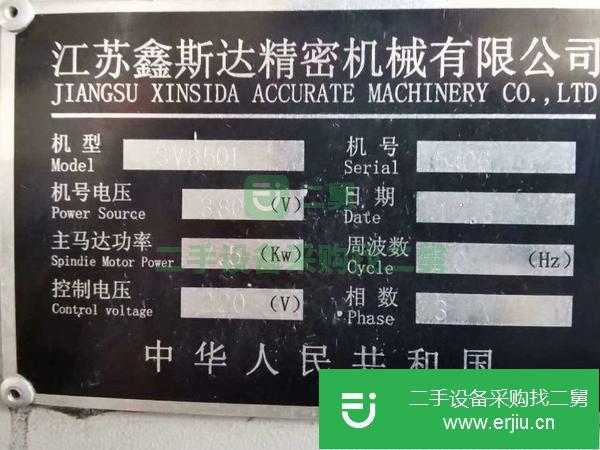 江苏鑫斯达精密机械有限公司
JIANGSU XINSIDA ACCURATE MACHINERY CO.,LTD
机型 SV8501 机号
Model Serial
机号电压 380 (V) 日期
Power Source Date
主马达功率 (Kw) 周波数 (Hz)
Spindie Motor Power Cycle
控制电压 220 (V) 相数 3
Control voltage Phase
中华人民共和国
二舅
二手设备采购找二舅
二手设备采购找二舅
www.erjiu.cn